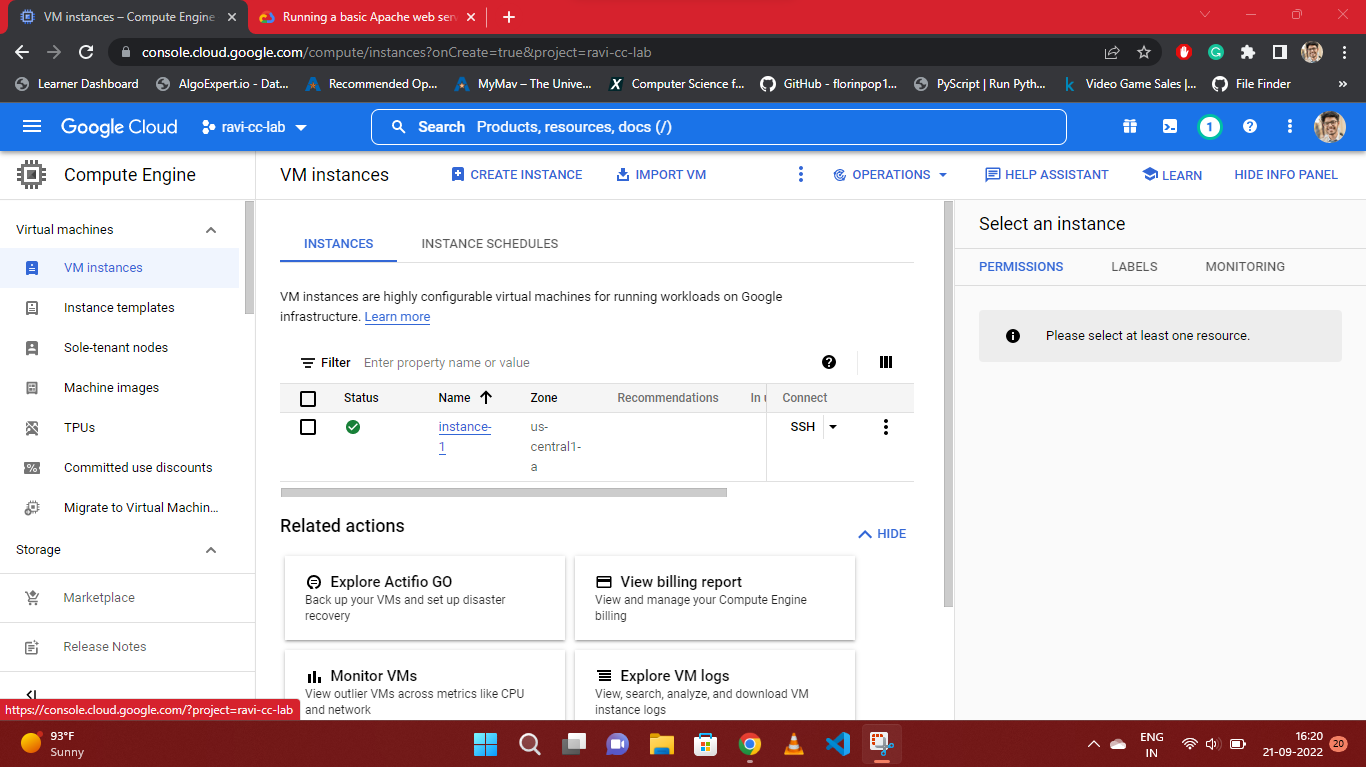 VM instances – Compute Engine
Running a basic Apache web serv
console.cloud.google.com/compute/instances?onCreate=true&project=ravi-cc-lab
Learner Dashboard
AlgoExpert.io - Dat...
Recommended Op...
MyMav – The Unive...
Computer Science f...
GitHub - florinpop1...
PyScript | Run Pyth...
Video Game Sales |...
File Finder
»
Google Cloud
ravi-cc-lab
Search Products, resources, docs (/)
1
Compute Engine
VM instances
CREATE INSTANCE
IMPORT VM
OPERATIONS
HELP ASSISTANT
LEARN
HIDE INFO PANEL
Virtual machines
VM instances
Instance templates
Sole-tenant nodes
Machine images
TPUs
Committed use discounts
Migrate to Virtual Machin...
Storage
Marketplace
Release Notes
https://console.cloud.google.com/?project=ravi-cc-lab
INSTANCES
INSTANCE SCHEDULES
VM instances are highly configurable virtual machines for running workloads on Google
infrastructure. Learn more
Filter Enter property name or value
Status Name Zone Recommendations In u Connect
instance-
1
us-
central1-
a
SSH
Related actions
HIDE
Explore Actifio GO
Back up your VMs and set up disaster
recovery
View billing report
View and manage your Compute Engine
billing
Monitor VMs
View outlier VMs across metrics like CPU
and network
Explore VM logs
View, search, analyze, and download VM
instance logs
Select an instance
PERMISSIONS
LABELS
MONITORING
Please select at least one resource.
93°F
Sunny
ENG
IN
16:20
21-09-2022
20